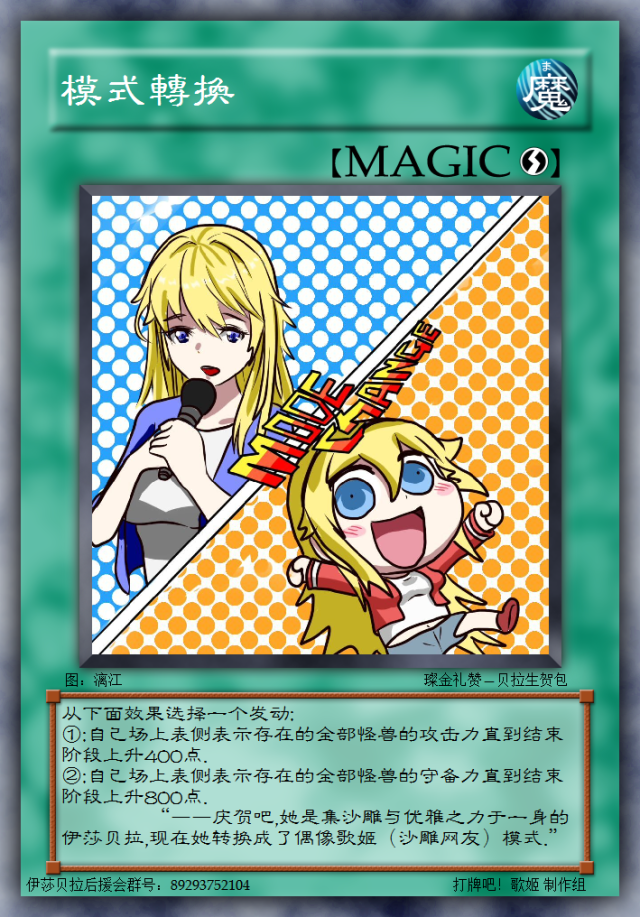 模式轉換
ま
魔
【MAGIC】
MODE
CHANGE
图：漓江
璨金礼赞–贝拉生贺包
从下面效果选择一个发动:
①:自己场上表侧表示存在的全部怪兽的攻击力直到结束
阶段上升400点.
②:自己场上表侧表示存在的全部怪兽的守备力直到结束
阶段上升800点.
“——庆贺吧,她是集沙雕与优雅之力于一身的
伊莎贝拉,现在她转换成了偶像歌姬（沙雕网友）模式.”
伊莎贝拉后援会群号：89293752104
打牌吧！歌姬 制作组